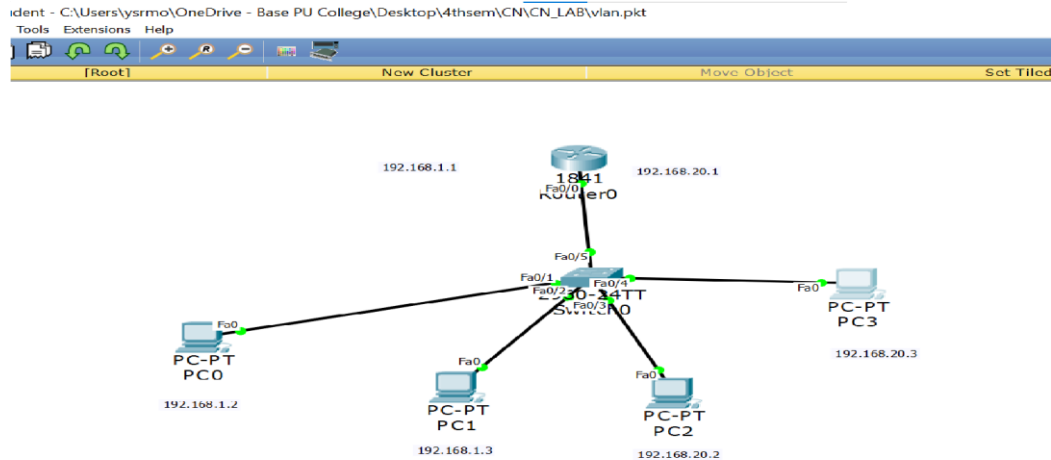 ident - C:\Users\ysrmo\OneDrive - Base PU College\Desktop\4thsem\CN\CN_LAB\vlan.pkt
Tools Extensions Help
[Root] New Cluster Move Object Set Tiled
192.168.1.1
1841
Router0
Fa0/0
192.168.20.1
Fa0/5
Fa0/1
Fa0/2
Fa0/4
Fa0/3
2950-24TT
Switch0
Fa0
PC-PT
PC0
192.168.1.2
Fa0
PC-PT
PC1
192.168.1.3
Fa0
PC-PT
PC2
192.168.20.2
Fa0
PC-PT
PC3
192.168.20.3